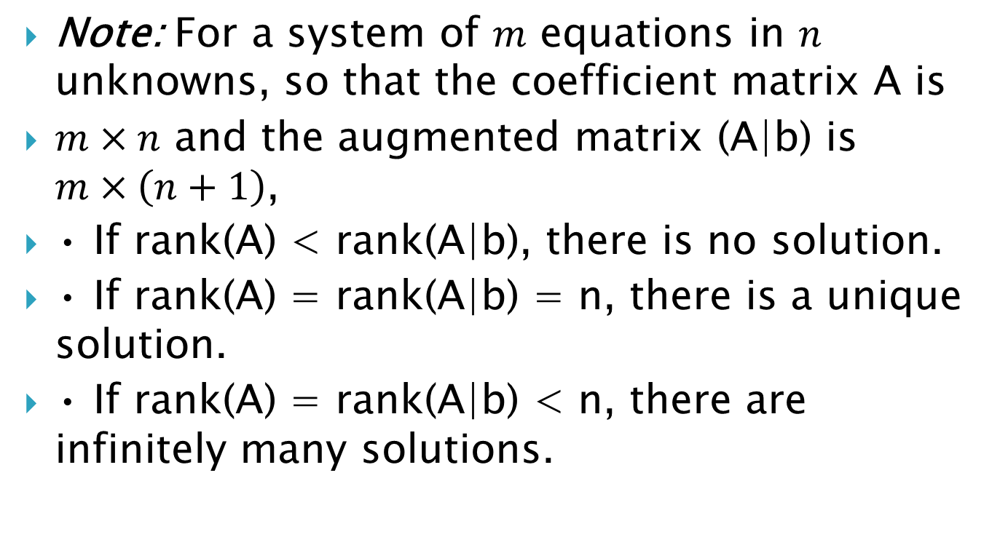 Note: For a system of m equations in n
unknowns, so that the coefficient matrix A is
m × n and the augmented matrix (A|b) is
m × (n + 1),
• If rank(A) < rank(A|b), there is no solution.
• If rank(A) = rank(A|b) = n, there is a unique
solution.
• If rank(A) = rank(A|b) < n, there are
infinitely many solutions.